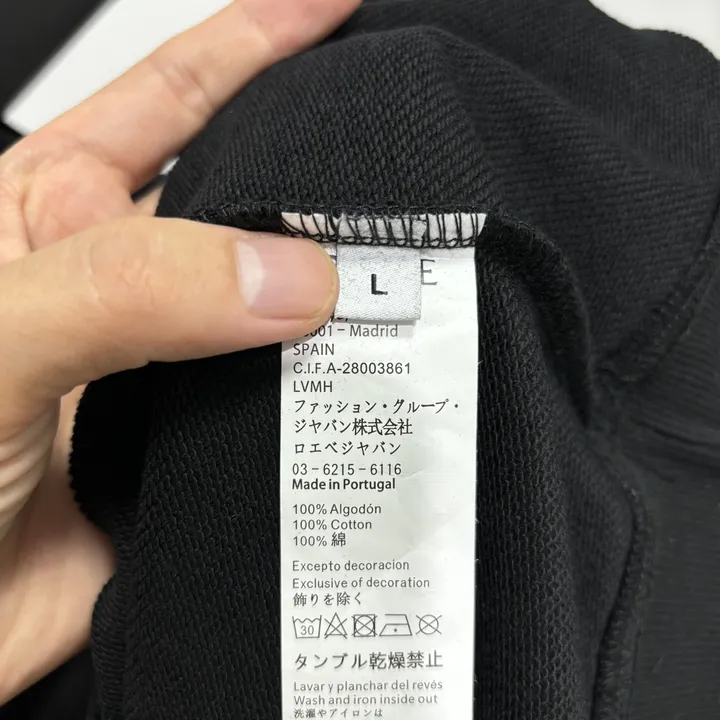 E
L
001 – Madrid
SPAIN
C.I.F.A-28003861
LVMH
ファッション・グループ・
ジャパン株式会社
ロエベジャパン
03 – 6215 – 6116
Made in Portugal
100% Algodón
100% Cotton
100% 綿
Excepto decoracion
Exclusive of decoration
飾りを除く
30
タンブル乾燥禁止
Lavar y planchar del revés
Wash and iron inside out
洗濯やアイロンは